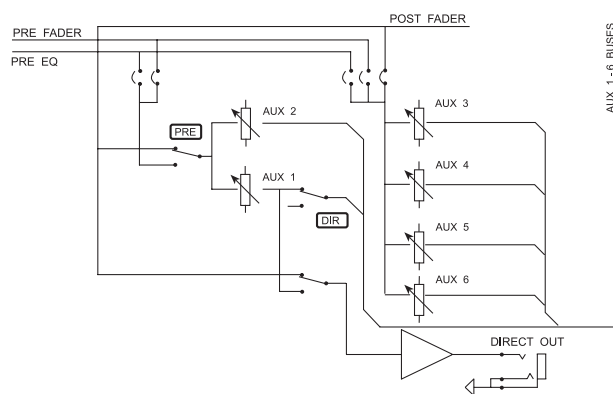 POST FADER
PRE FADER
PRE EQ
AUX 1-6 BUSES
AUX 2
AUX 3
PRE
AUX 1
AUX 4
DIR
AUX 5
AUX 6
DIRECT OUT